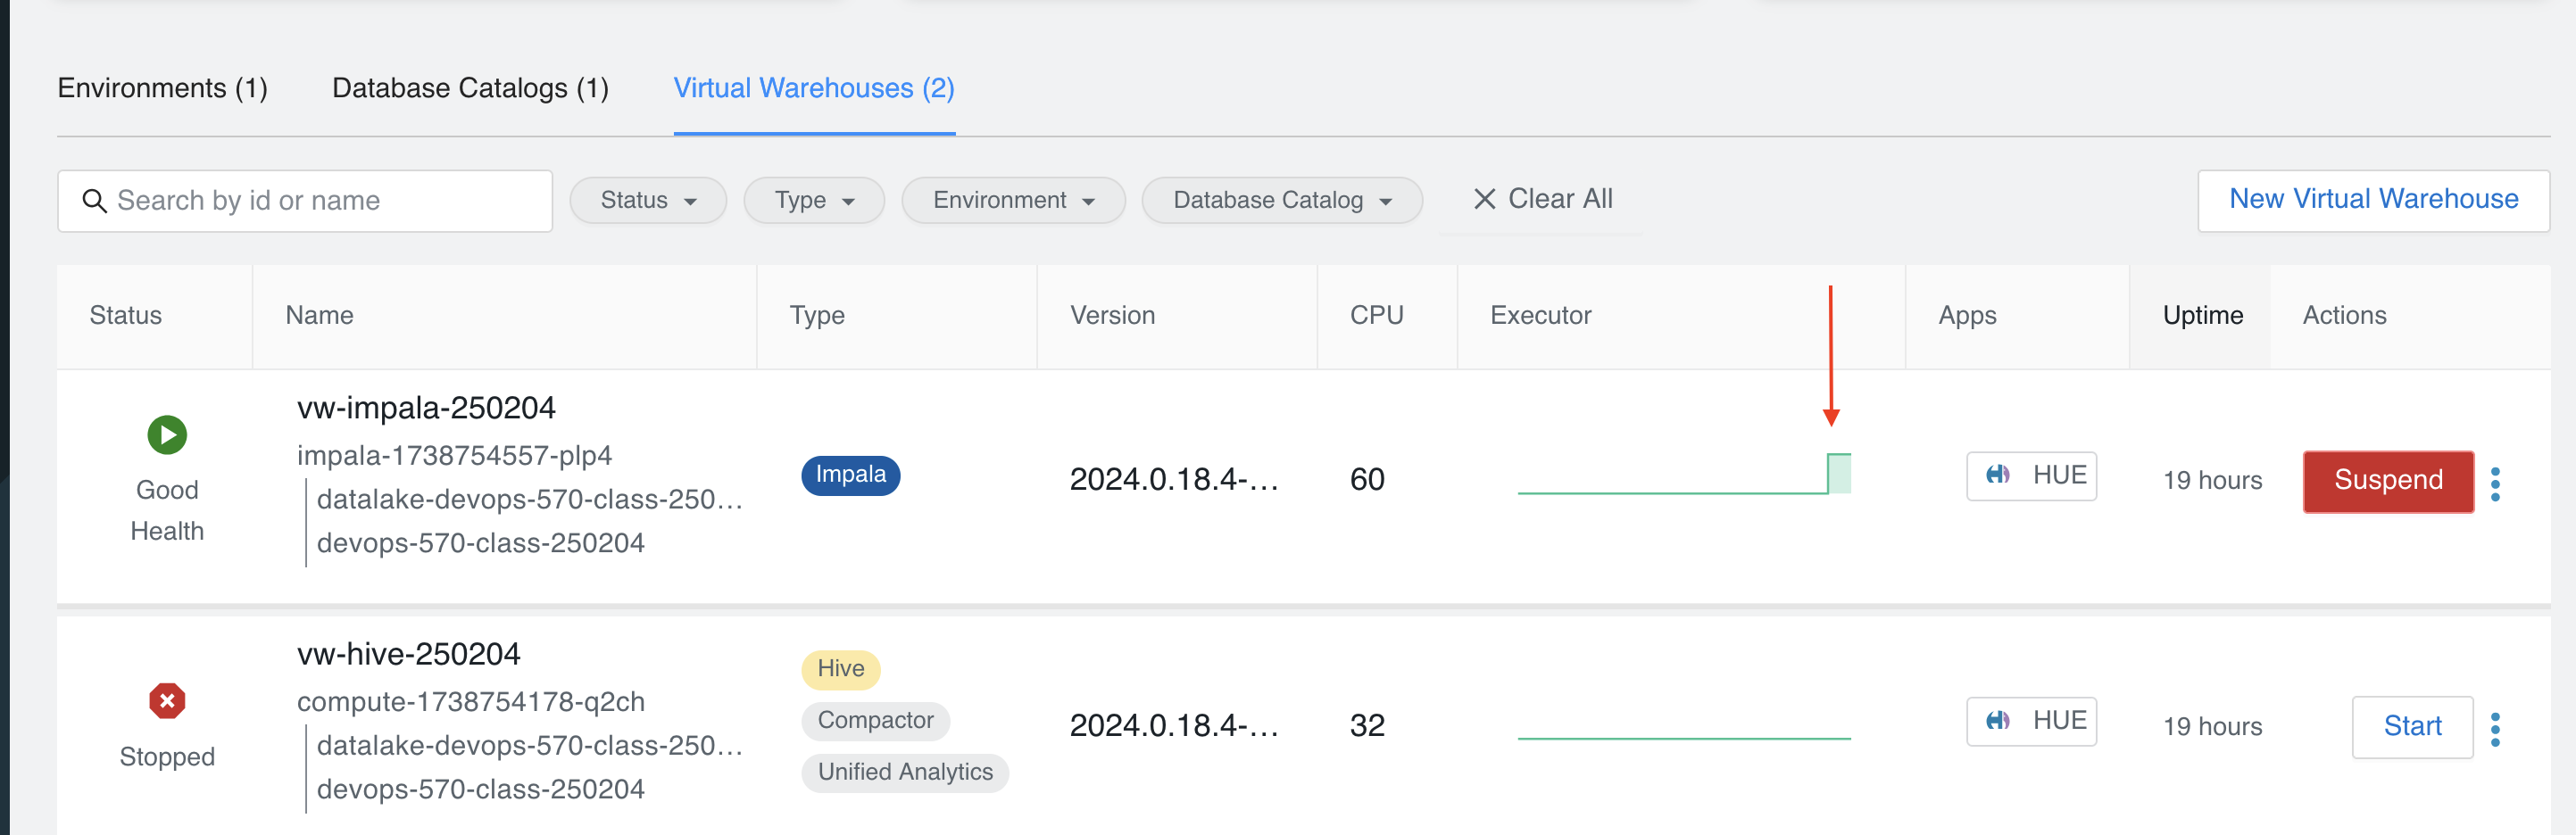 Environments (1) Database Catalogs (1) Virtual Warehouses (2)
Search by id or name Status Type Environment Database Catalog Clear All New Virtual Warehouse
Status Name Type Version CPU Executor Apps Uptime Actions
vw-impala-250204
impala-1738754557-plp4
Good
Health
datalake-devops-570-class-250...
devops-570-class-250204
Impala
2024.0.18.4-...
60
HUE
19 hours
Suspend
vw-hive-250204
compute-1738754178-q2ch
Stopped
datalake-devops-570-class-250...
devops-570-class-250204
Hive
Compactor
Unified Analytics
2024.0.18.4-...
32
HUE
19 hours
Start